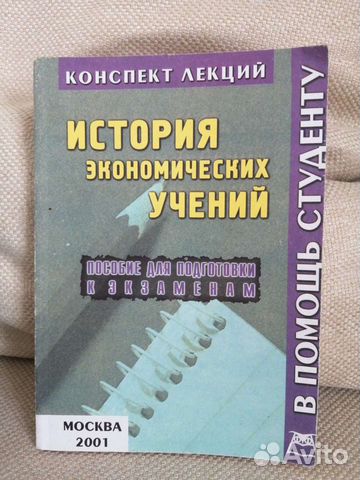 КОНСПЕКТ ЛЕКЦИЙ
ИСТОРИЯ
ЭКОНОМИЧЕСКИХ
УЧЕНИЙ
ПОСОБИЕ ДЛЯ ПОДГОТОВКИ
К ЭКЗАМЕНАМ
МОСКВА
2001
В ПОМОЩЬ СТУДЕНТУ
Avito